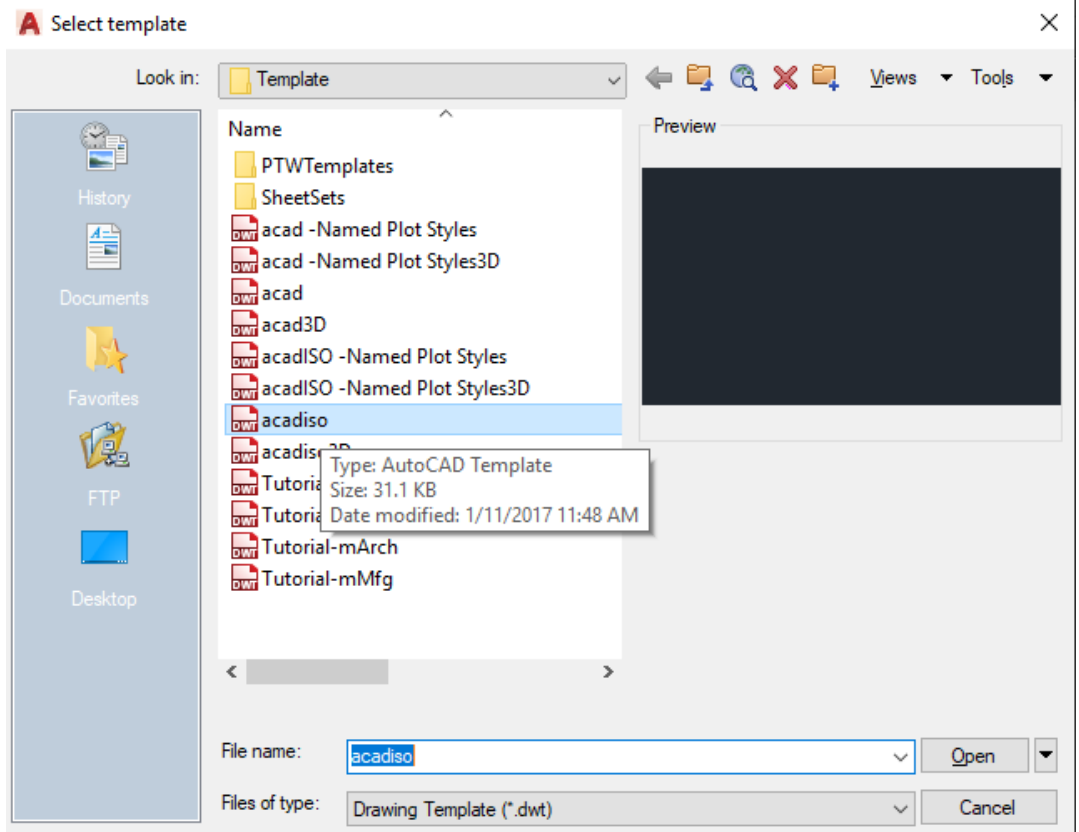 Select template
Look in: Template Views Tools
History
Documents
Favorites
FTP
Desktop
Name
PTWTemplates
SheetSets
acad -Named Plot Styles
acad -Named Plot Styles3D
acad
acad3D
acadISO -Named Plot Styles
acadISO -Named Plot Styles3D
acadiso
Type: AutoCAD Template
Size: 31.1 KB
Date modified: 1/11/2017 11:48 AM
Tutorial-mArch
Tutorial-mMfg
Preview
File name: acadiso Open
Files of type: Drawing Template (*.dwt) Cancel